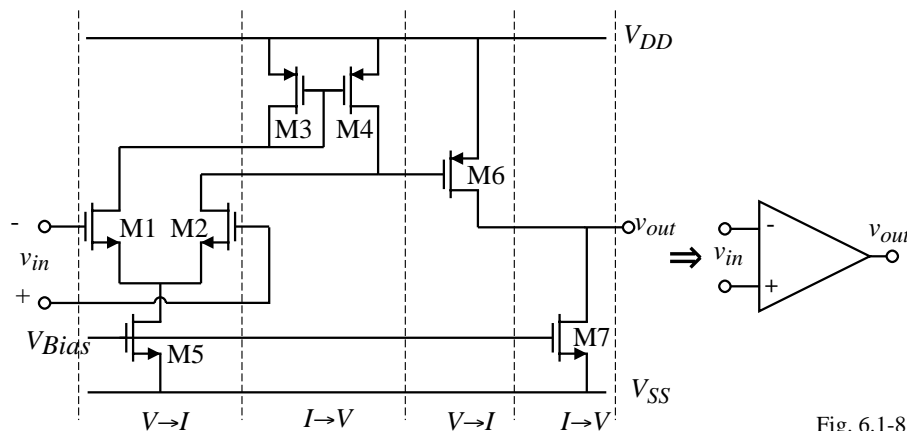 V_DD
M3 M4
M6
- M1 M2 v_out v_out
v_in v_in -
+ +
V_Bias M5 M7
V_SS
V→I I→V V→I I→V
⇒
Fig. 6.1-8